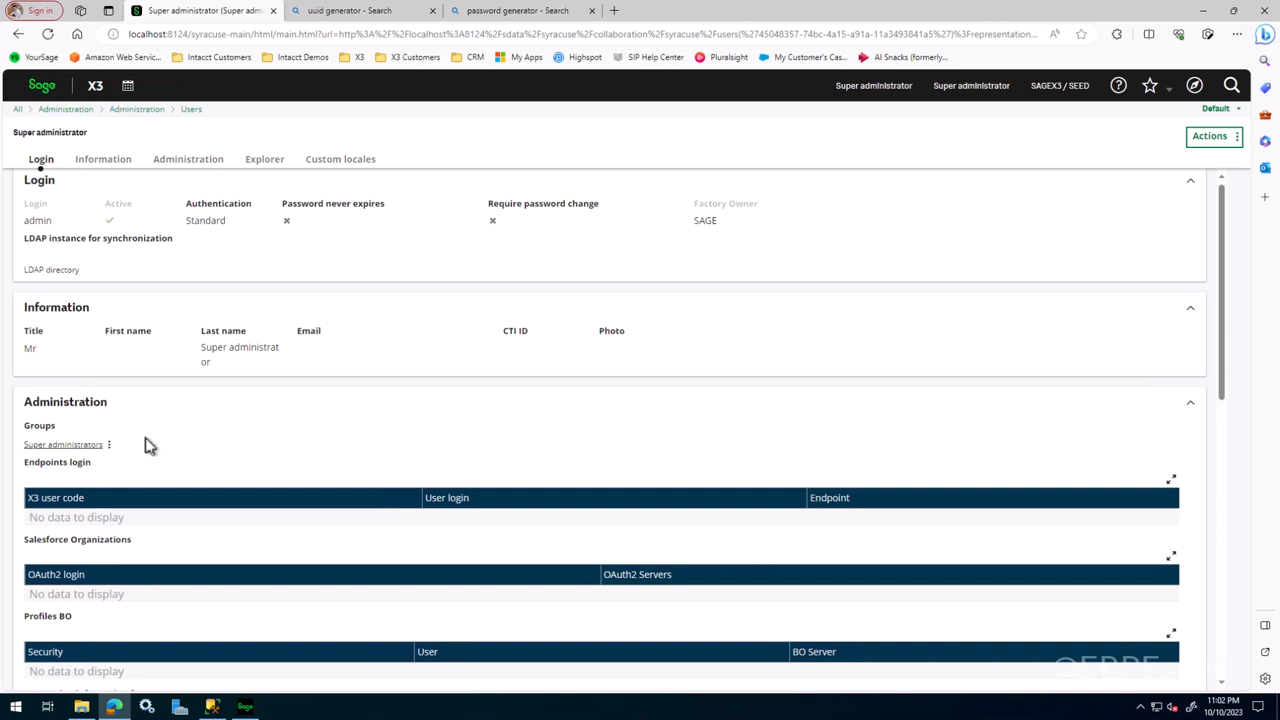 Sign in
Super administrator (Super admi
uuid generator - Search
password generator - Search
localhost:8124/syracuse-main/html/main.html?url=http%3A%2F%2Flocalhost%3A8124%2Fsdata%2Fsyracuse%2Fcollaboration%2Fsyracuse%2Fusers(%2745048357-74bc-4a15-a91a-11a3493841a5%27)%3Frepresentation...
YourSage
Amazon Web Servic...
Intacct Customers
Intacct Demos
X3
X3 Customers
CRM
My Apps
Highspot
SIP Help Center
Pluralsight
My Customer's Cas...
AI Snacks (formerly...
Sage
X3
Super administrator
Super administrator
SAGEX3 / SEED
All
Administration
Administration
Users
Default
Super administrator
Actions
Login
Information
Administration
Explorer
Custom locales
Login
Login
Active
Authentication
Password never expires
Require password change
Factory Owner
admin
Standard
SAGE
LDAP instance for synchronization
LDAP directory
Information
Title
First name
Last name
Email
CTI ID
Photo
Mr
Super administrat
or
Administration
Groups
Super administrators
Endpoints login
X3 user code
User login
Endpoint
No data to display
Salesforce Organizations
OAuth2 login
OAuth2 Servers
No data to display
Profiles BO
Security
User
BO Server
No data to display
11:02 PM
10/10/2023